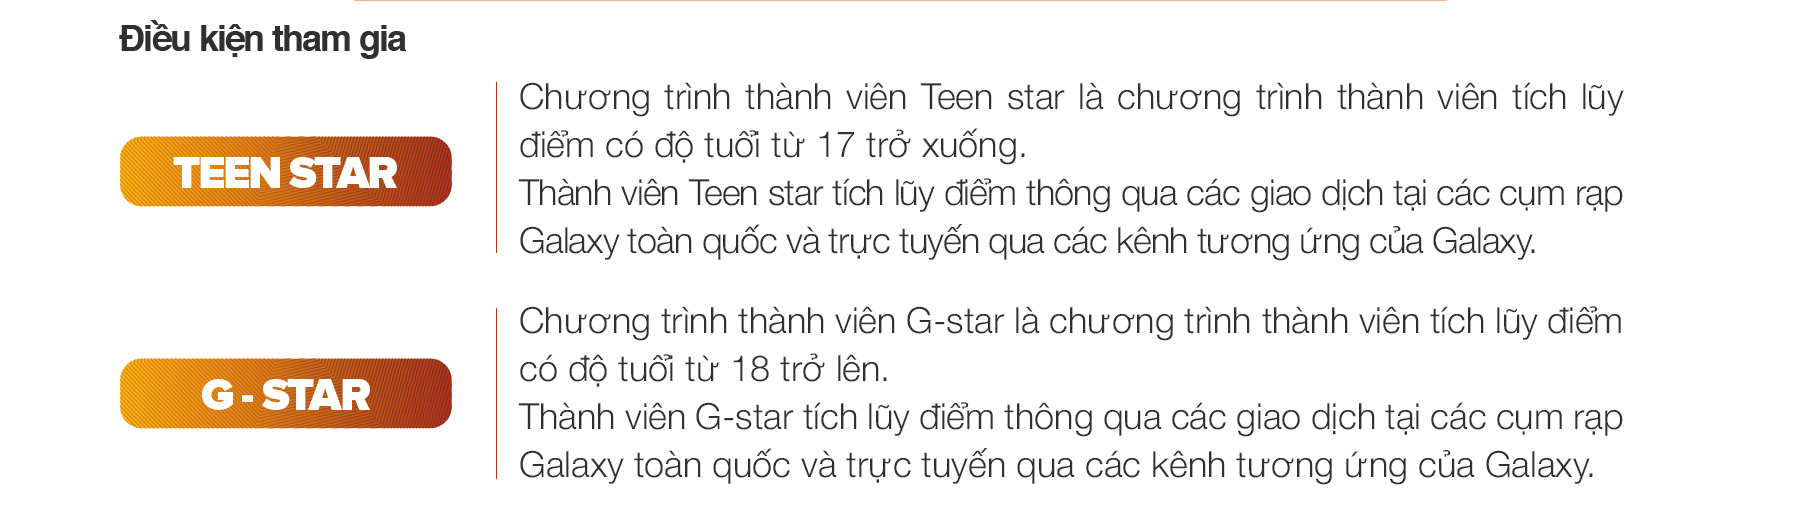 Điều kiện tham gia
TEEN STAR
Chương trình thành viên Teen star là chương trình thành viên tích lũy
điểm có độ tuổi từ 17 trở xuống.
Thành viên Teen star tích lũy điểm thông qua các giao dịch tại các cụm rạp
Galaxy toàn quốc và trực tuyến qua các kênh tương ứng của Galaxy.
G - STAR
Chương trình thành viên G-star là chương trình thành viên tích lũy điểm
có độ tuổi từ 18 trở lên.
Thành viên G-star tích lũy điểm thông qua các giao dịch tại các cụm rạp
Galaxy toàn quốc và trực tuyến qua các kênh tương ứng của Galaxy.